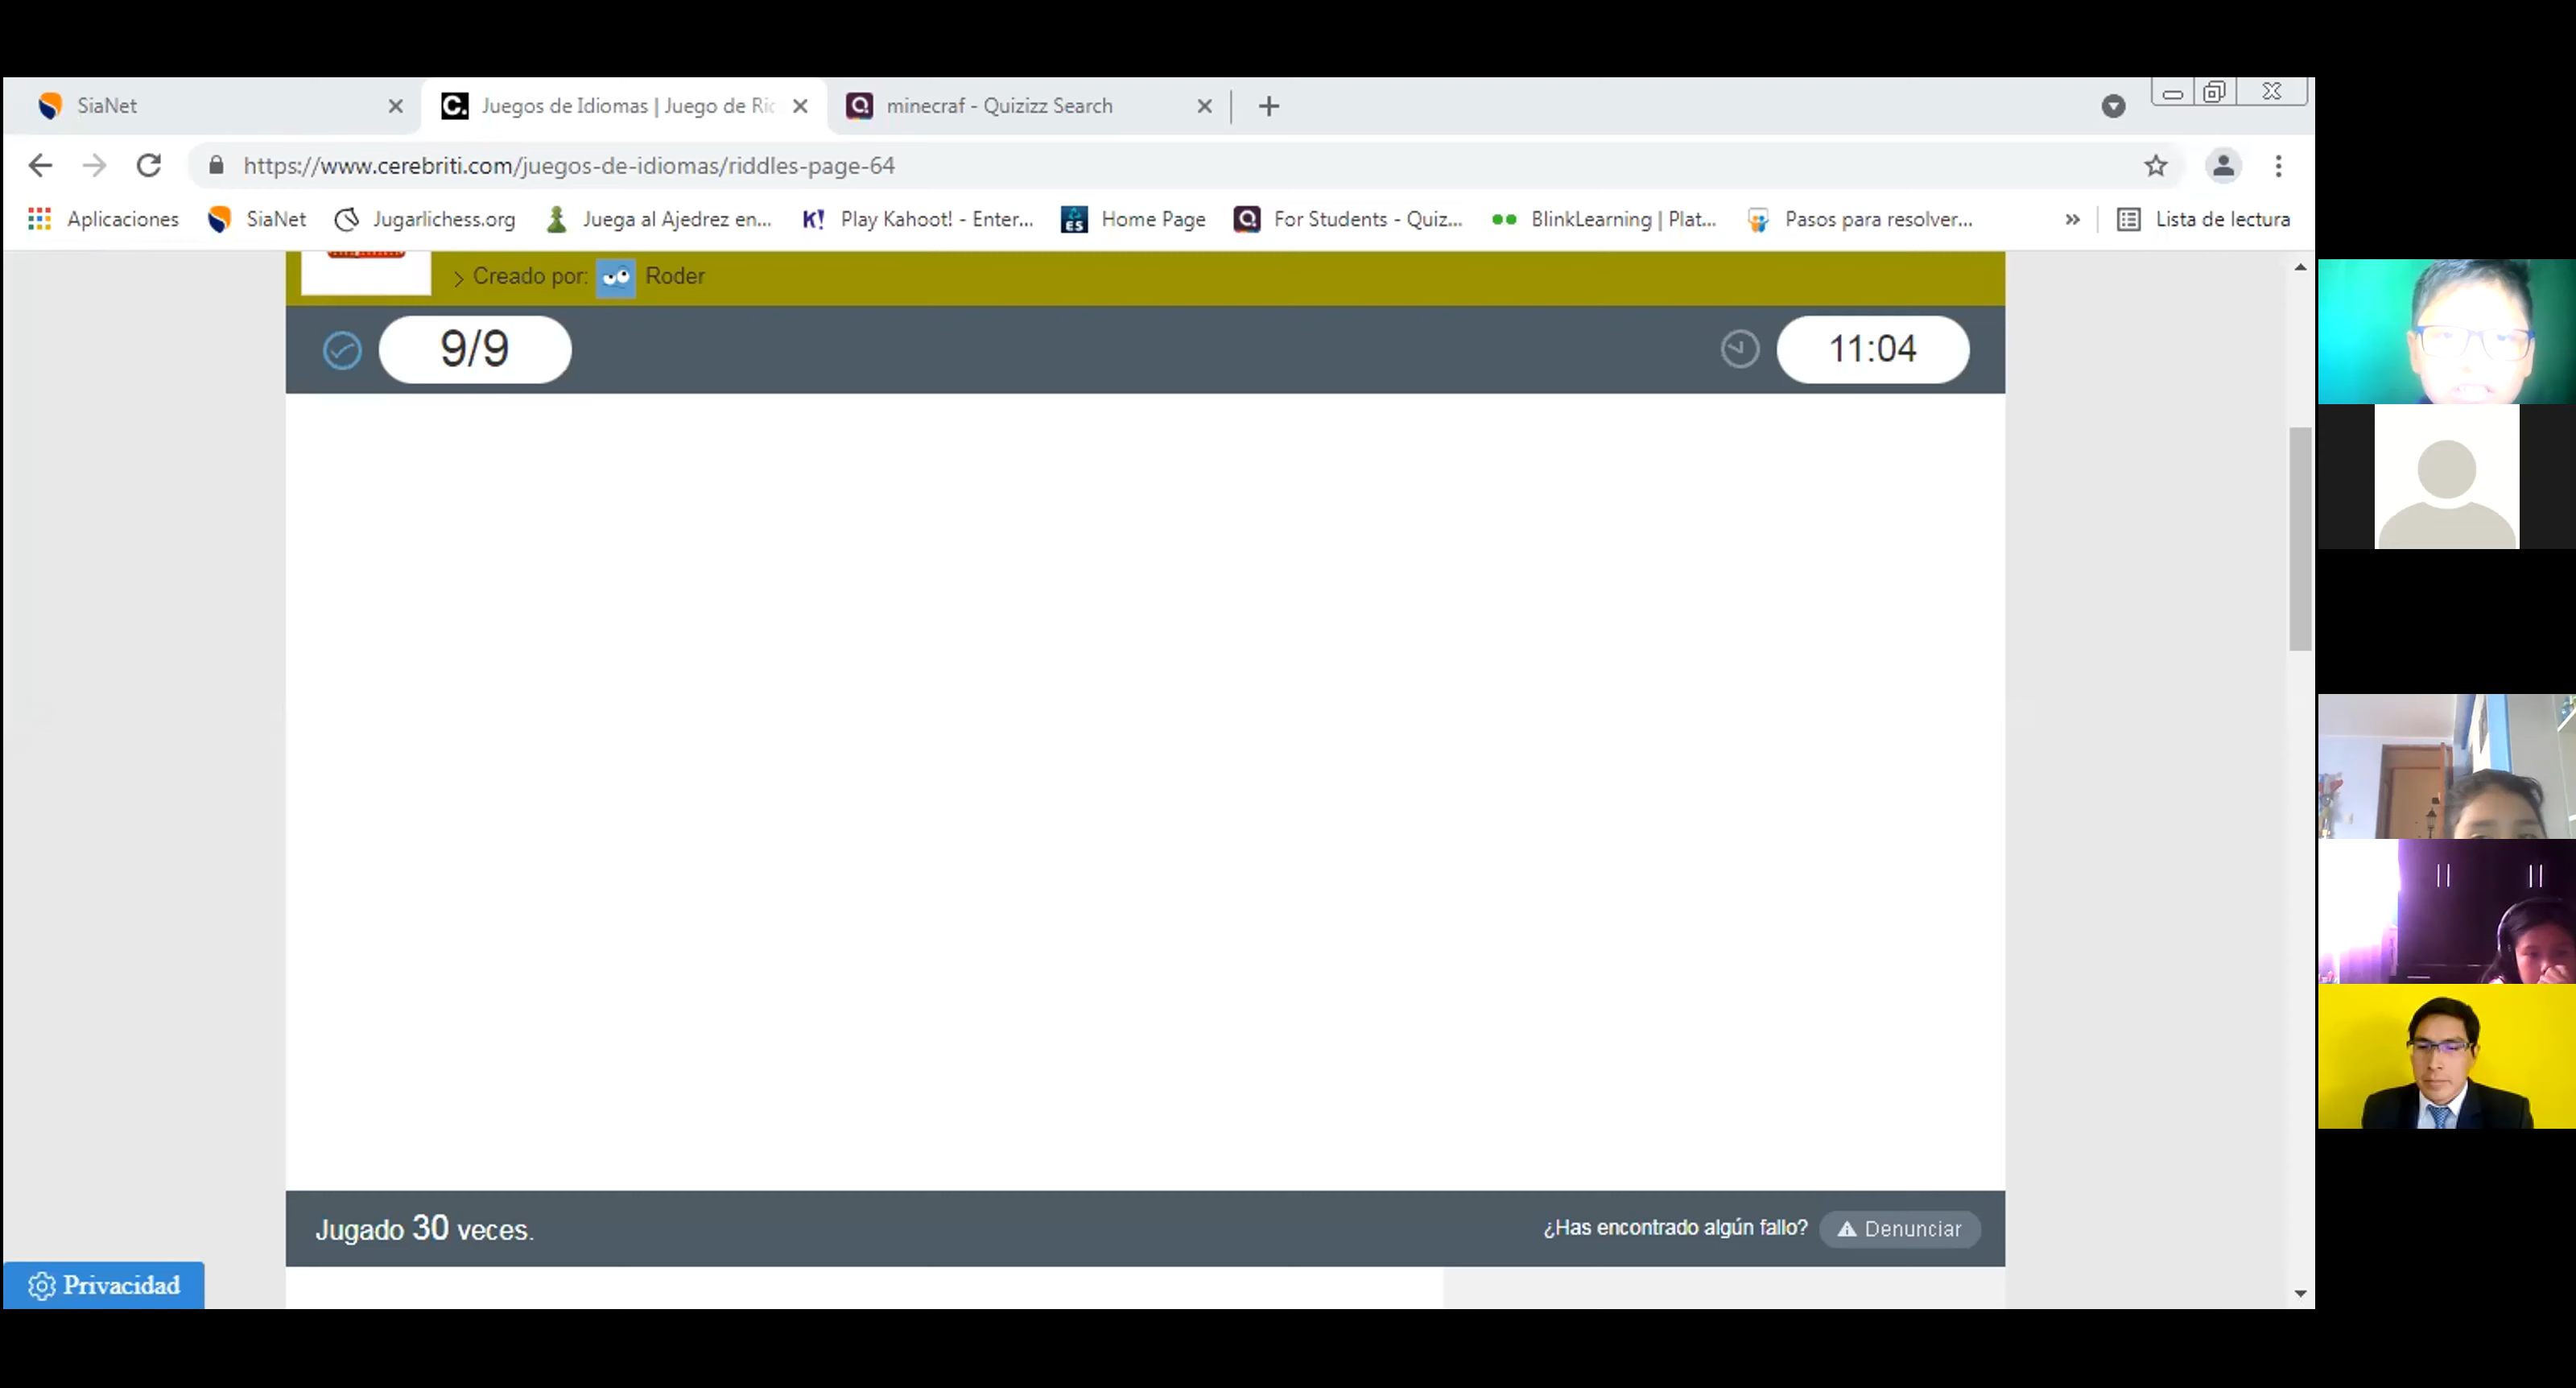 SiaNet
C. Juegos de Idiomas | Juego de Ric
minecraf - Quizizz Search
https://www.cerebriti.com/juegos-de-idiomas/riddles-page-64
Aplicaciones SiaNet Jugarlichess.org Juega al Ajedrez en... K! Play Kahoot! - Enter... ES Home Page Q For Students - Quiz... BlinkLearning | Plat... Pasos para resolver... » Lista de lectura
> Creado por: Roder
9/9
11:04
Jugado 30 veces.
¿Has encontrado algún fallo? Denunciar
Privacidad